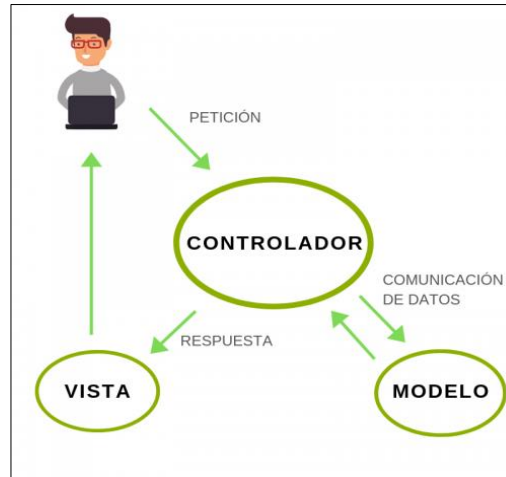 PETICIÓN
CONTROLADOR
COMUNICACIÓN
DE DATOS
RESPUESTA
VISTA
MODELO